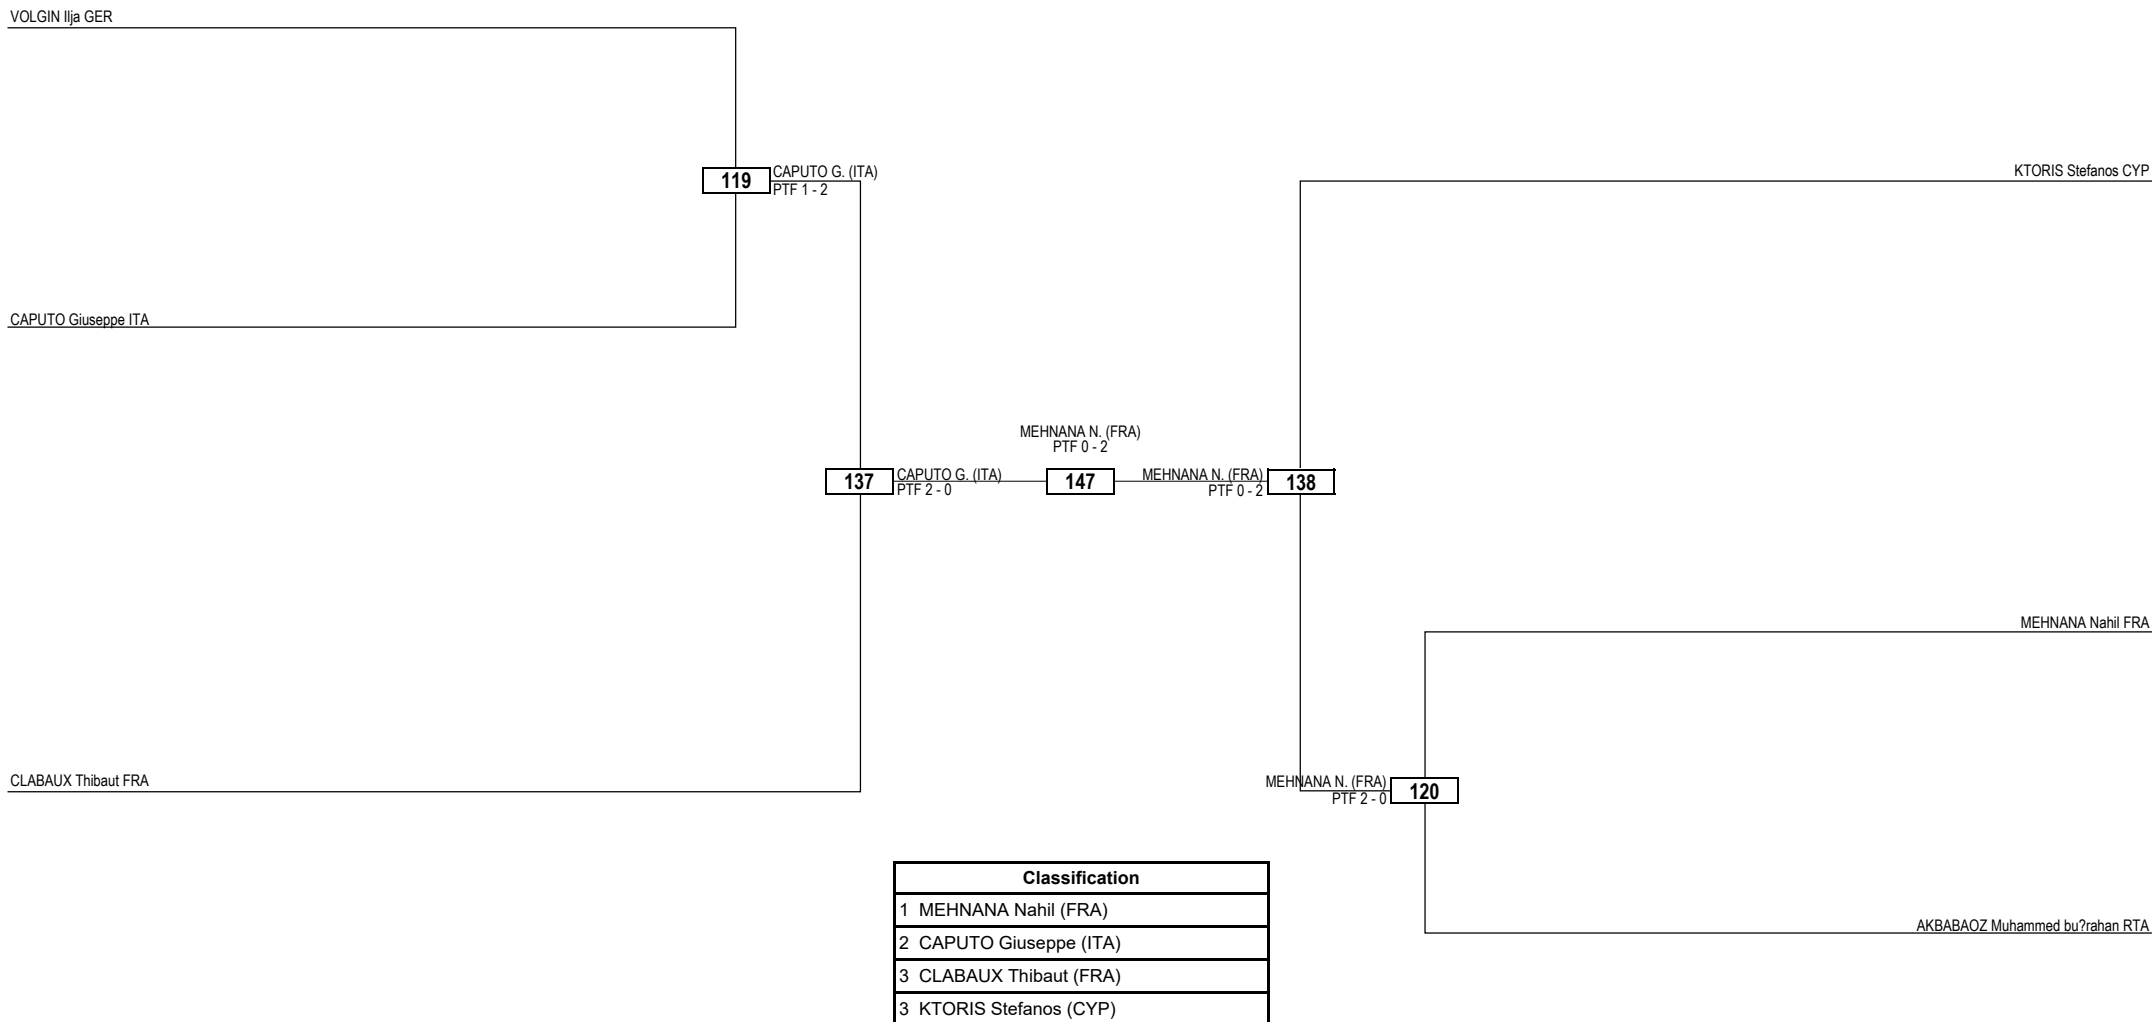 VOLGIN Ilja GER
119
CAPUTO G. (ITA)
PTF 1 - 2
KTORIS Stefanos CYP
CAPUTO Giuseppe ITA
MEHNANA N. (FRA)
PTF 0 - 2
137
CAPUTO G. (ITA)
PTF 2 - 0
147
MEHNANA N. (FRA)
PTF 0 - 2
138
MEHNANA Nahil FRA
CLABAUX Thibaut FRA
MEHNANA N. (FRA)
PTF 2 - 0
120
AKBABAOZ Muhammed bu?rahan RTA
Classification
1 MEHNANA Nahil (FRA)
2 CAPUTO Giuseppe (ITA)
3 CLABAUX Thibaut (FRA)
3 KTORIS Stefanos (CYP)